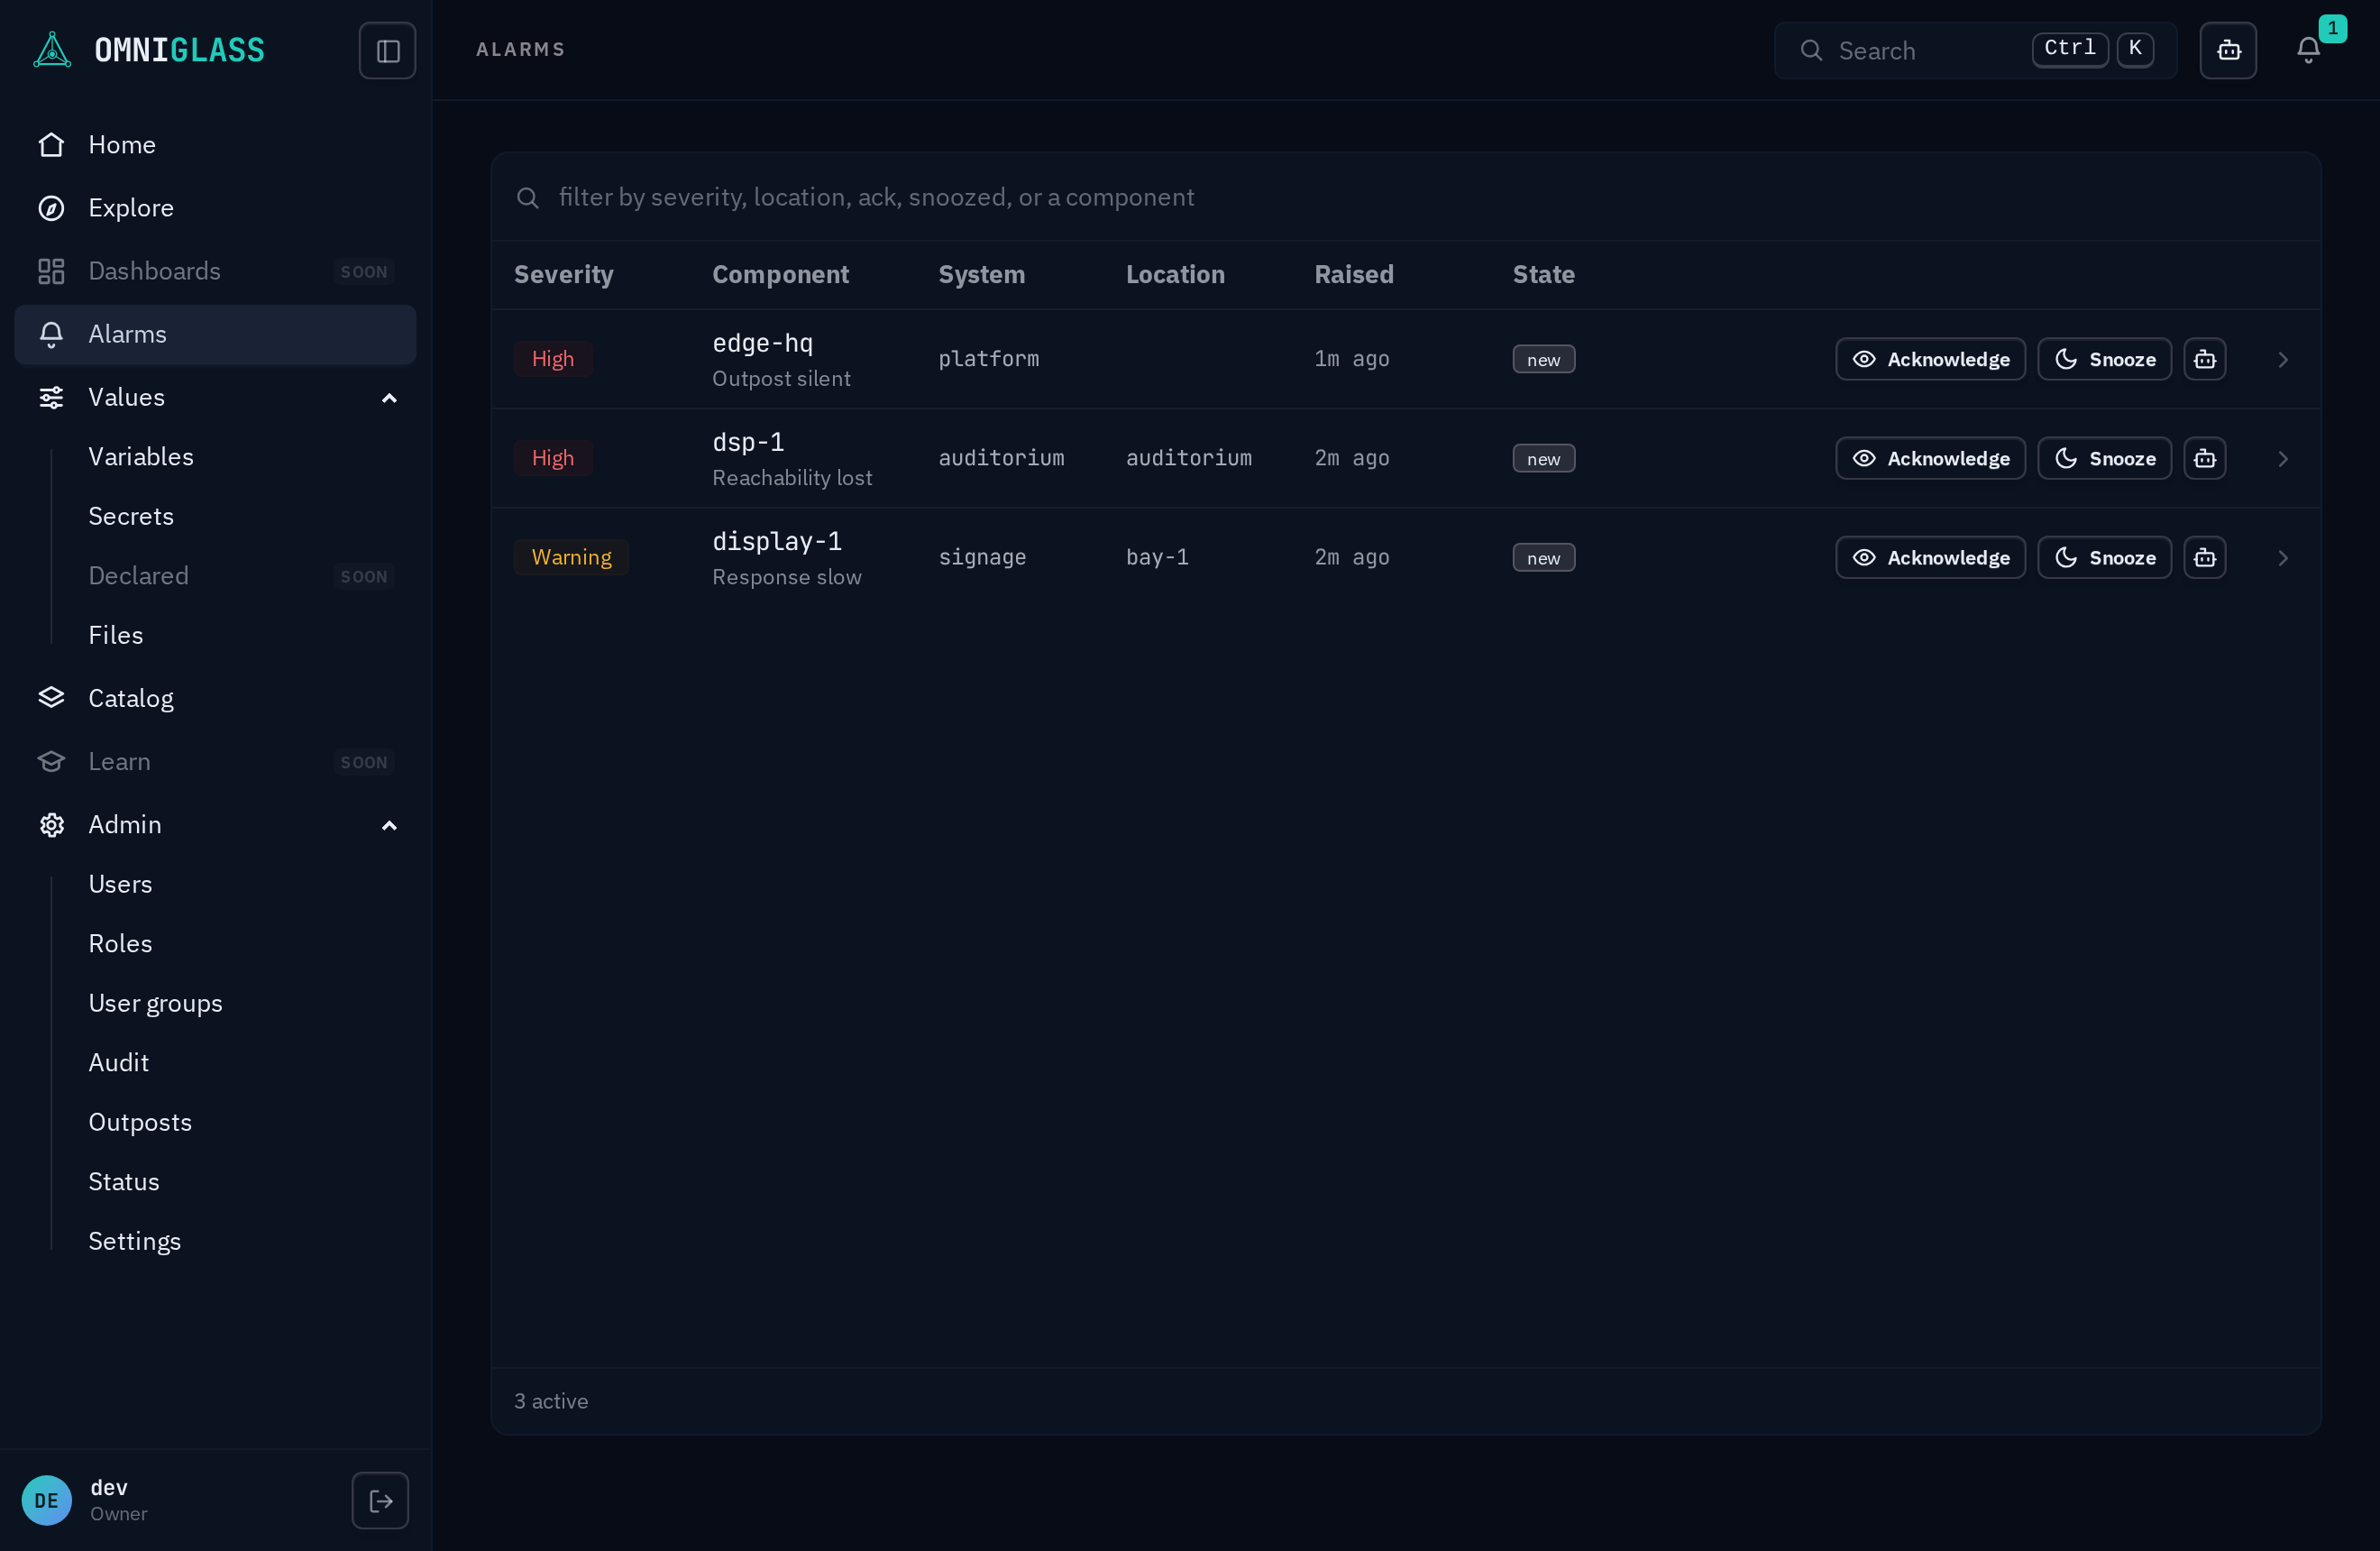 OMNIGLASS
Home
Explore
Dashboards SOON
Alarms
Values
Variables
Secrets
Declared SOON
Files
Catalog
Learn SOON
Admin
Users
Roles
User groups
Audit
Outposts
Status
Settings
DE
dev
Owner
ALARMS
Search Ctrl K
1
filter by severity, location, ack, snoozed, or a component
Severity Component System Location Raised State
High edge-hq platform 1m ago new Acknowledge Snooze
Outpost silent
High dsp-1 auditorium auditorium 2m ago new Acknowledge Snooze
Reachability lost
Warning display-1 signage bay-1 2m ago new Acknowledge Snooze
Response slow
3 active